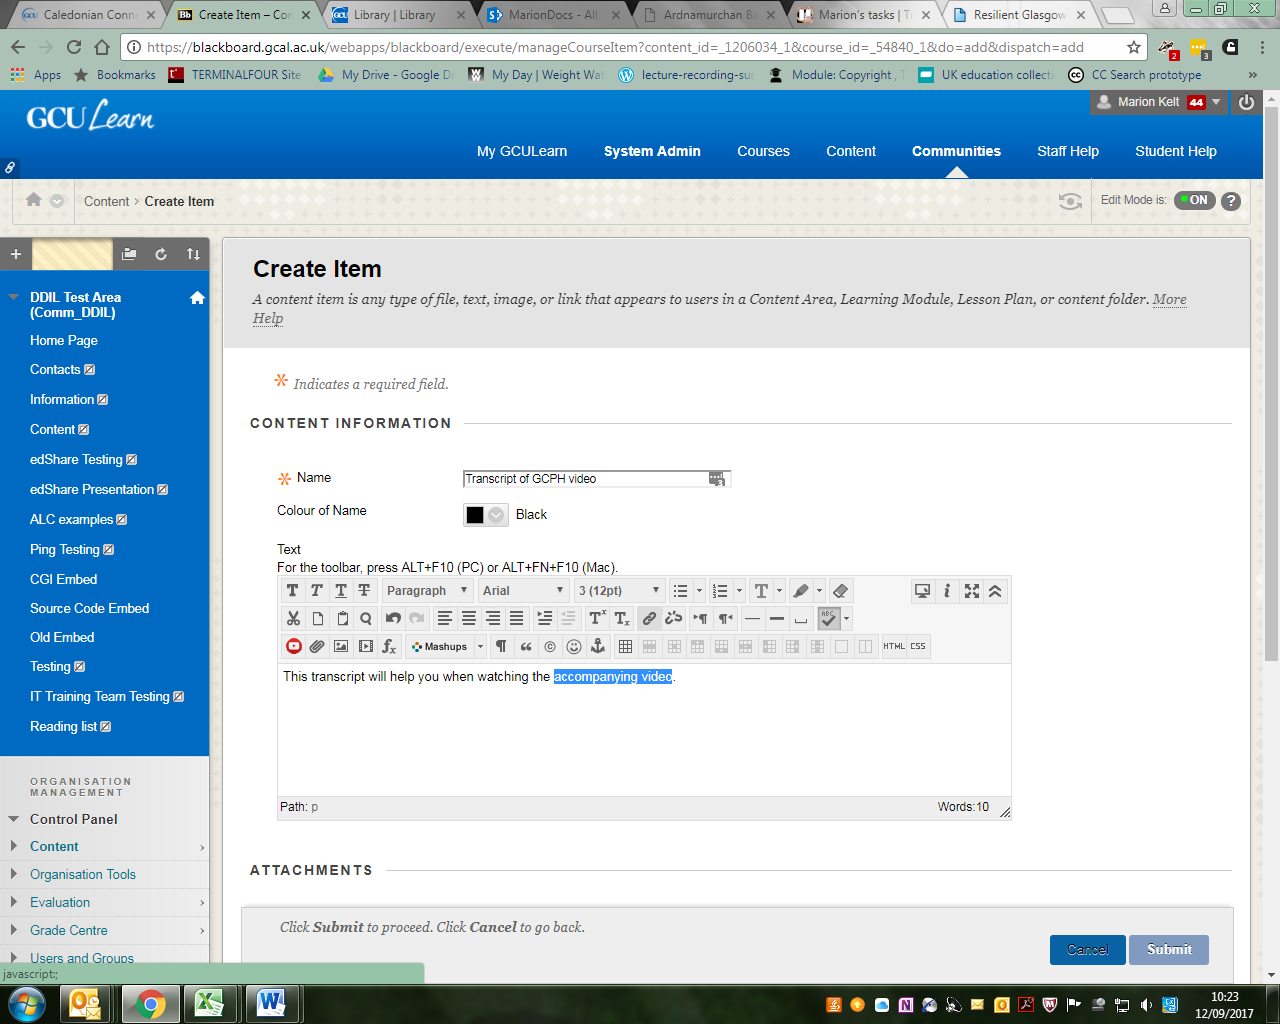 Caledonian Conn
Create Item – Cor
Library | Library
MarionDocs - All
Ardnamurchan Ba
Marion's tasks | T
Resilient Glasgow
https://blackboard.gcal.ac.uk/webapps/blackboard/execute/manageCourseItem?content_id=_1206034_1&course_id=_54840_1&do=add&dispatch=add
2
3
Apps
Bookmarks
TERMINALFOUR Site
My Drive - Google D
My Day | Weight Wat
lecture-recording-sur
Module: Copyright , T
UK education collecti
CC Search prototype
»
GCU Learn
Marion Kelt 44
My GCULearn
System Admin
Courses
Content
Communities
Staff Help
Student Help
Content > Create Item
Edit Mode is: ON ?
DDIL Test Area
(Comm_DDIL)
Home Page
Contacts
Information
Content
edShare Testing
edShare Presentation
ALC examples
Ping Testing
CGI Embed
Source Code Embed
Old Embed
Testing
IT Training Team Testing
Reading list
ORGANISATION
MANAGEMENT
Control Panel
Content
Organisation Tools
Evaluation
Grade Centre
Users and Groups
javascript:;
Create Item
A content item is any type of file, text, image, or link that appears to users in a Content Area, Learning Module, Lesson Plan, or content folder. More
Help
Indicates a required field.
CONTENT INFORMATION
Name
Transcript of GCPH video
Colour of Name
Black
Text
For the toolbar, press ALT+F10 (PC) or ALT+FN+F10 (Mac).
T T T T Paragraph Arial 3 (12pt)
ABC
Mashups
HTML CSS
This transcript will help you when watching the accompanying video.
Path: p
Words:10
ATTACHMENTS
Click Submit to proceed. Click Cancel to go back.
Cancel
Submit
10:23
12/09/2017